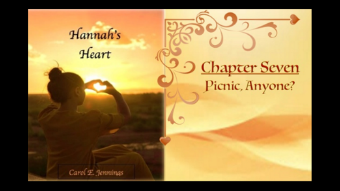 Hannah's
Heart
Carol E. Jennings
Chapter Seven
Picnic, Anyone?